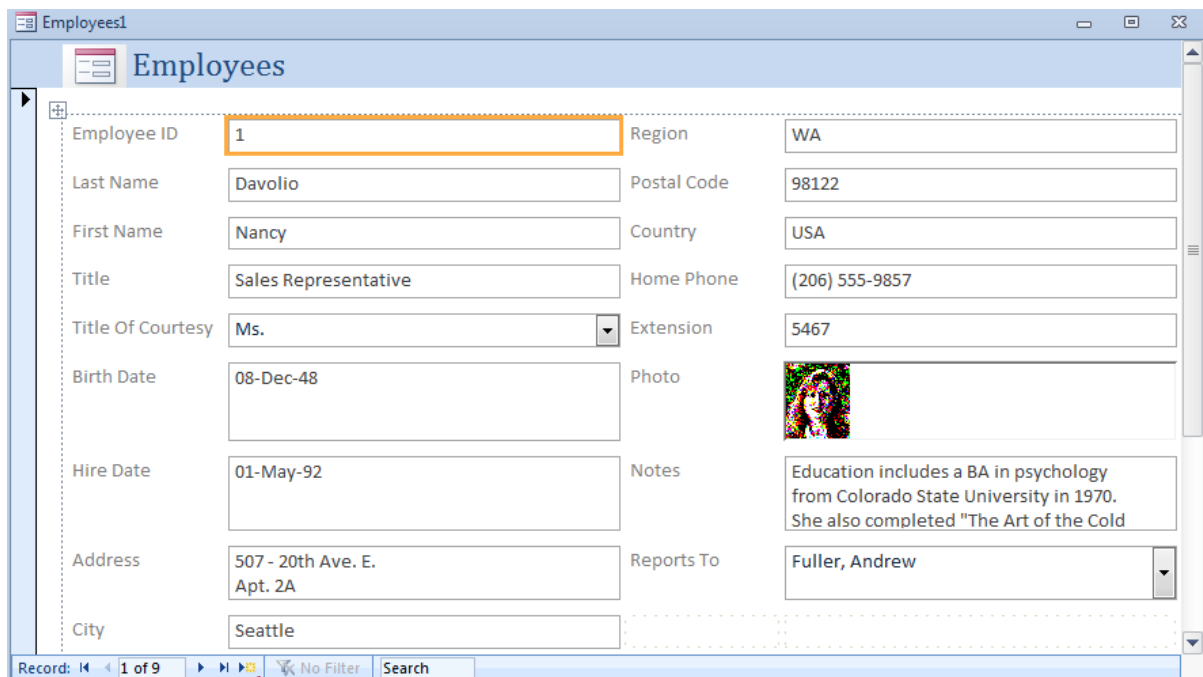 Employees1
Employees
Employee ID 1
Region WA
Last Name Davolio
Postal Code 98122
First Name Nancy
Country USA
Title Sales Representative
Home Phone (206) 555-9857
Title Of Courtesy Ms.
Extension 5467
Birth Date 08-Dec-48
Photo
Hire Date 01-May-92
Notes Education includes a BA in psychology
from Colorado State University in 1970.
She also completed "The Art of the Cold
Address 507 - 20th Ave. E.
Apt. 2A
Reports To Fuller, Andrew
City Seattle
Record: 1 of 9 No Filter Search